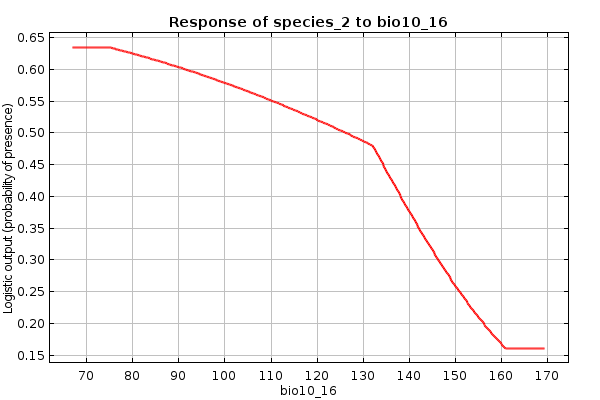 Response of species_2 to bio10_16
Logistic output (probability of presence)
0.65
0.60
0.55
0.50
0.45
0.40
0.35
0.30
0.25
0.20
0.15
70 80 90 100 110 120 130 140 150 160 170
bio10_16